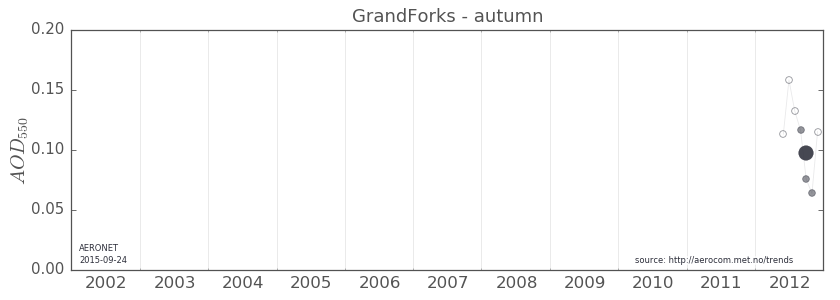 GrandForks - autumn
0.20
0.15
0.10
0.05
0.00
AOD550
AERONET
2015-09-24
source: http://aerocom.met.no/trends
2002 2003 2004 2005 2006 2007 2008 2009 2010 2011 2012